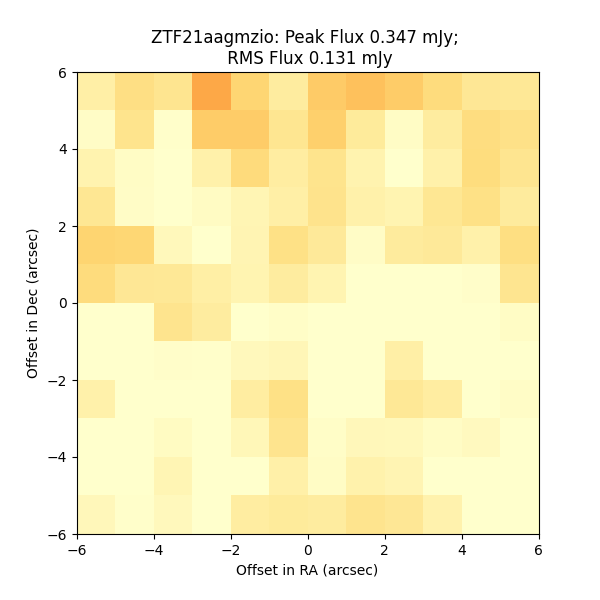 ZTF21aagmzio: Peak Flux 0.347 mJy;
RMS Flux 0.131 mJy
6
4
2
0
−2
−4
−6
Offset in Dec (arcsec)
−6 −4 −2 0 2 4 6
Offset in RA (arcsec)